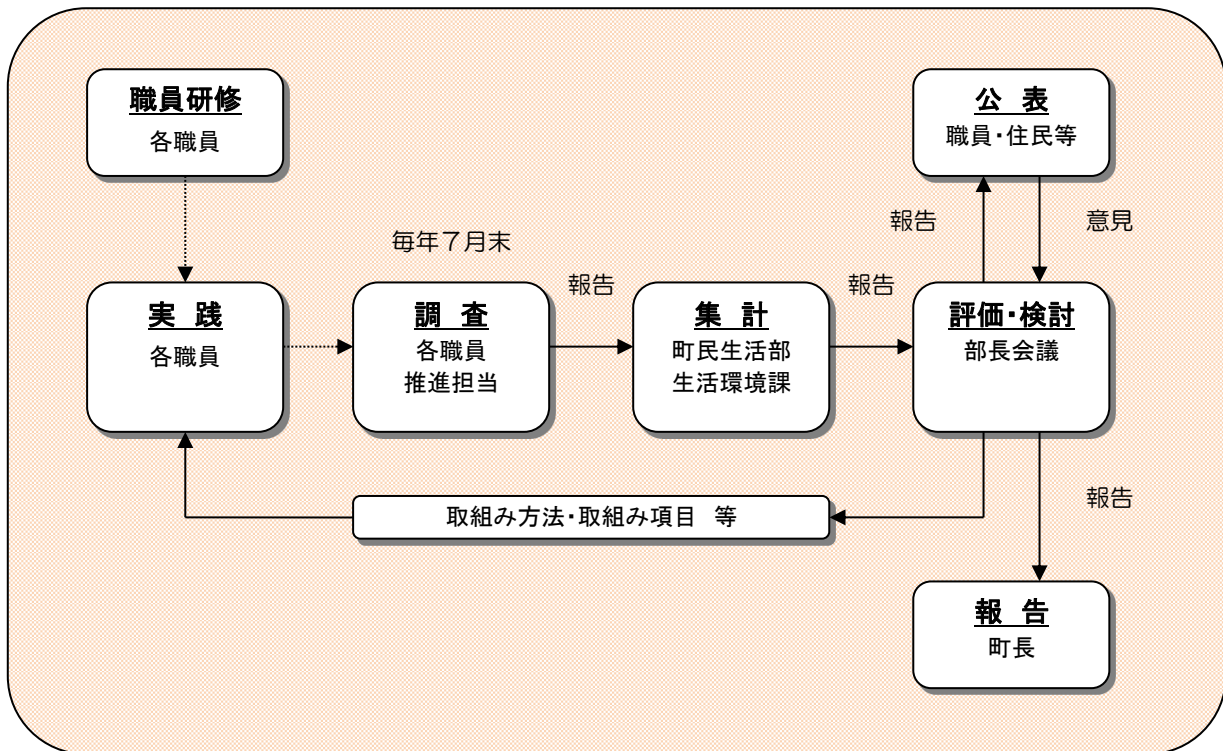 職員研修
各職員
公 表
職員・住民等
報告
意見
毎年7月末
実 践
各職員
調 査
各職員
推進担当
報告
集 計
町民生活部
生活環境課
報告
評価・検討
部長会議
取組み方法・取組み項目 等
報告
報 告
町長